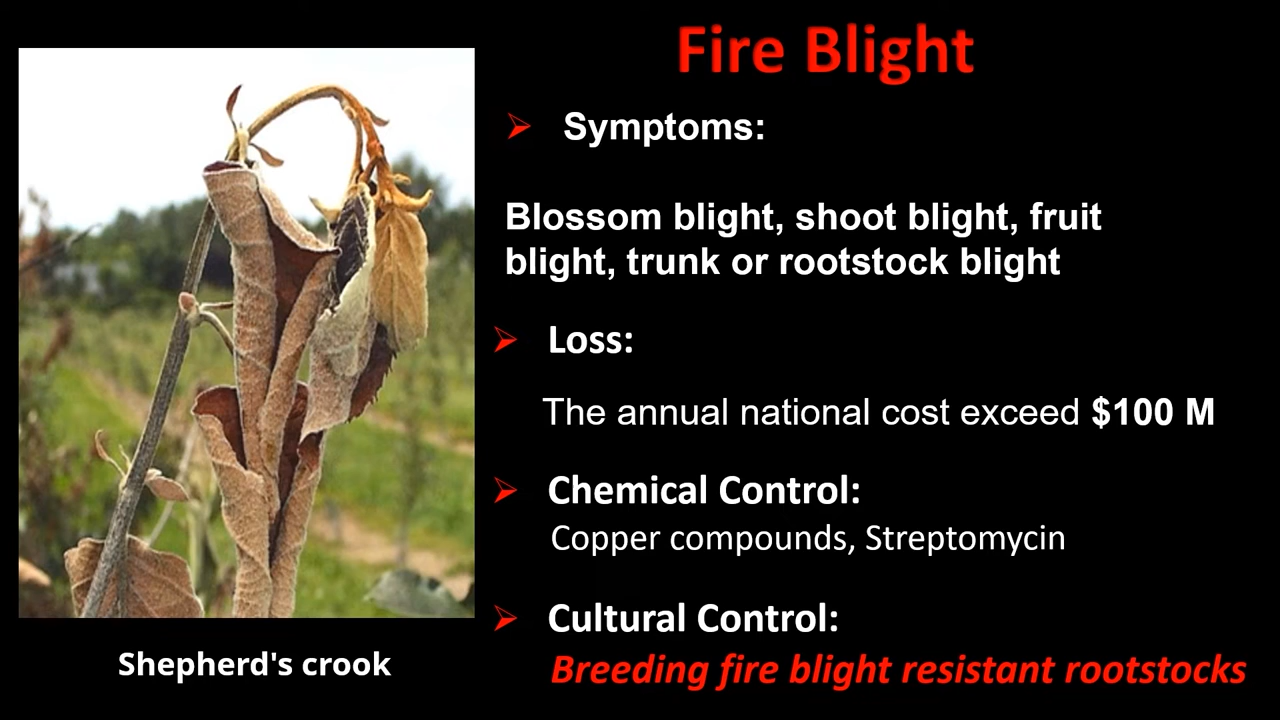 Fire Blight
➢ Symptoms:
Blossom blight, shoot blight, fruit
blight, trunk or rootstock blight
➢ Loss:
The annual national cost exceed $100 M
➢ Chemical Control:
Copper compounds, Streptomycin
➢ Cultural Control:
Breeding fire blight resistant rootstocks
Shepherd's crook